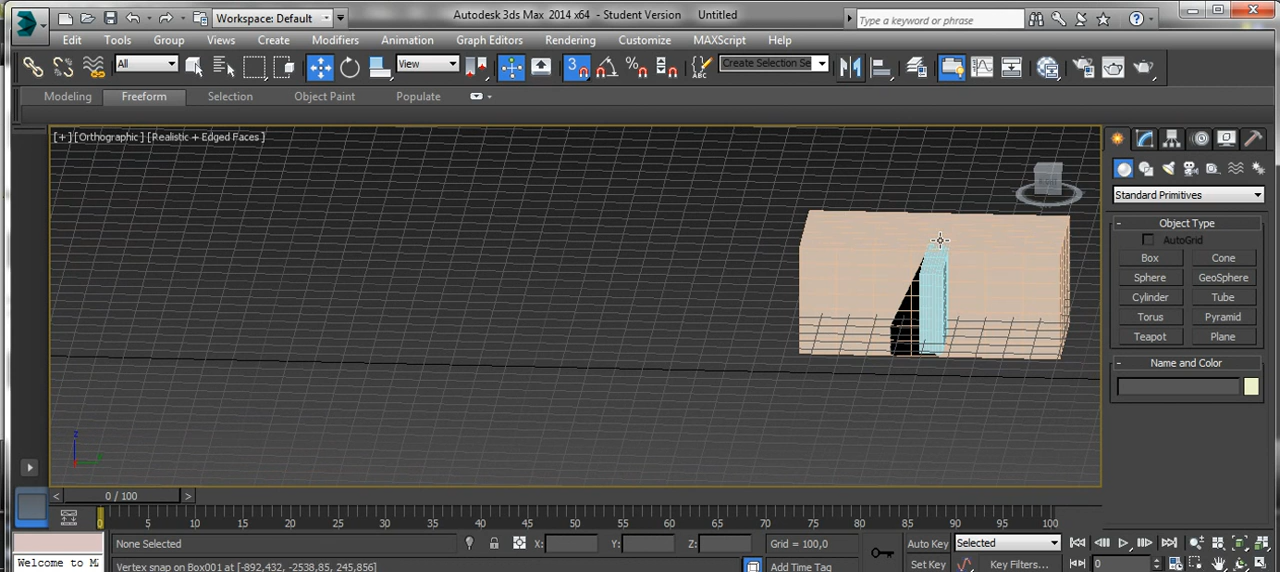 Workspace: Default
Autodesk 3ds Max 2014 x64 - Student Version Untitled
Type a keyword or phrase
Edit Tools Group Views Create Modifiers Animation Graph Editors Rendering Customize MAXScript Help
All View 3 ABC Create Selection Se
Modeling Freeform Selection Object Paint Populate
[+] [Orthographic] [Realistic + Edged Faces]
Standard Primitives
Object Type
AutoGrid
Box Cone
Sphere GeoSphere
Cylinder Tube
Torus Pyramid
Teapot Plane
Name and Color
z
< 0 / 100 >
0 5 10 15 20 25 30 35 40 45 50 55 60 65 70 75 80 85 90 95 100
None Selected X: Y: Z: Grid = 100,0 Auto Key Selected
Welcome to M Vertex snap on Box001 at [-892,432, -2538,85, 245,856] Add Time Tag Set Key Key Filters... 0